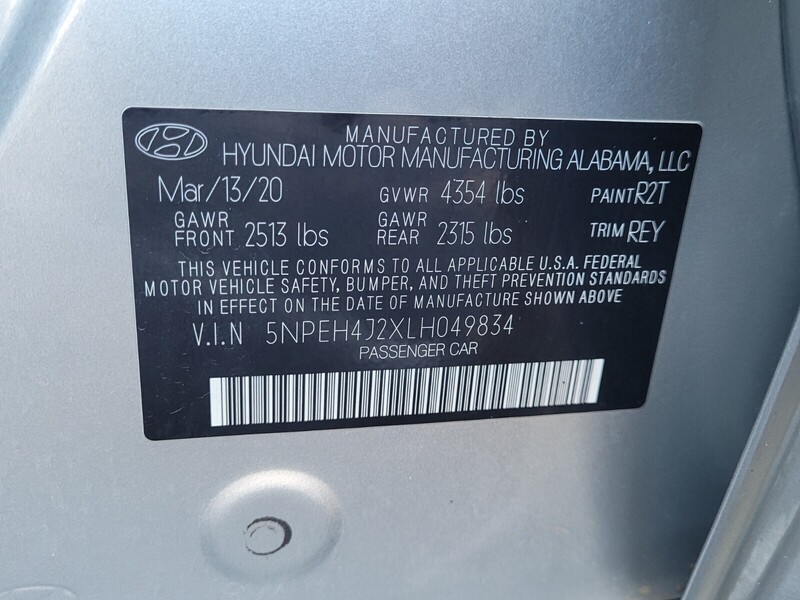 MANUFACTURED BY
HYUNDAI MOTOR MANUFACTURING ALABAMA, LLC
Mar/13/20 GVWR 4354 lbs PAINT R2T
GAWR FRONT 2513 lbs GAWR REAR 2315 lbs TRIM REY
THIS VEHICLE CONFORMS TO ALL APPLICABLE U.S.A. FEDERAL
MOTOR VEHICLE SAFETY, BUMPER, AND THEFT PREVENTION STANDARDS
IN EFFECT ON THE DATE OF MANUFACTURE SHOWN ABOVE
V.I.N 5NPEH4J2XLH049834
PASSENGER CAR